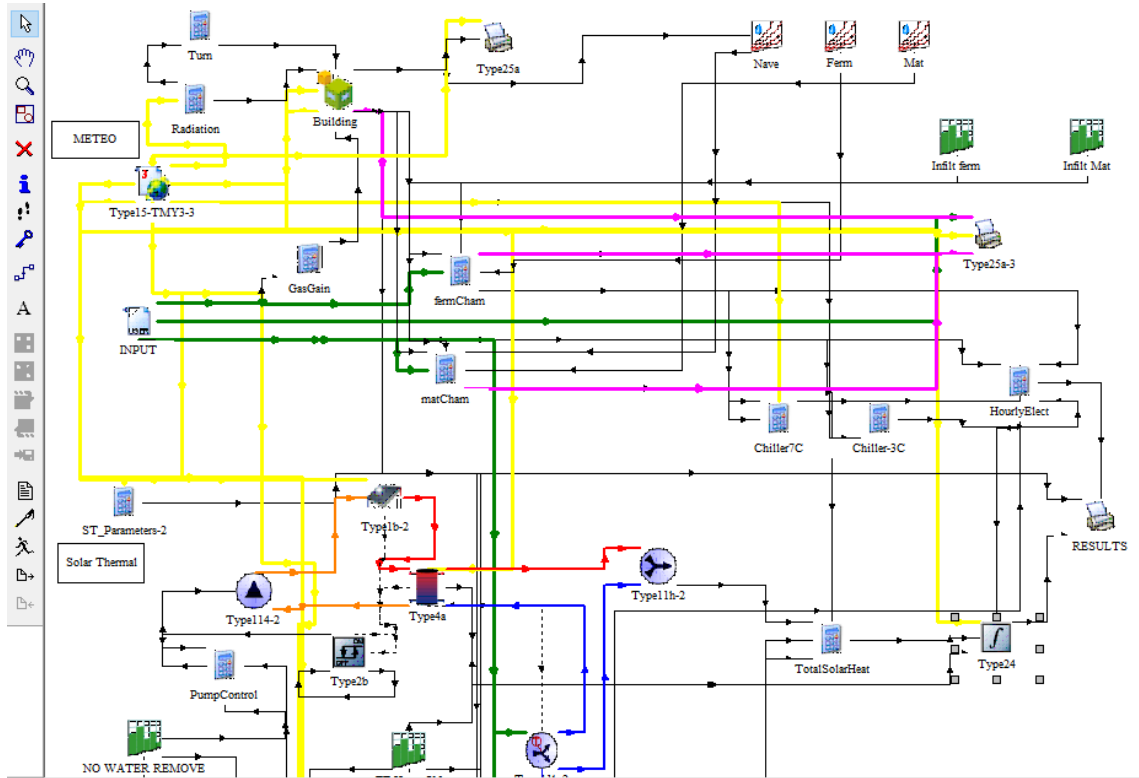 Turn
Type25a
Nave
Ferm
Mat
Radiation
Building
METEO
Infilt ferm
Infilt Mat
Type15-TMY3-3
GasGain
fermCham
Type25a-3
USER
INPUT
matCham
HourlyElect
Chiller7C
Chiller-3C
ST_Parameters-2
Type1b-2
RESULTS
Solar Thermal
Type114-2
Type4a
Type11h-2
Type2b
TotalSolarHeat
Type24
PumpControl
NO WATER REMOVE
A